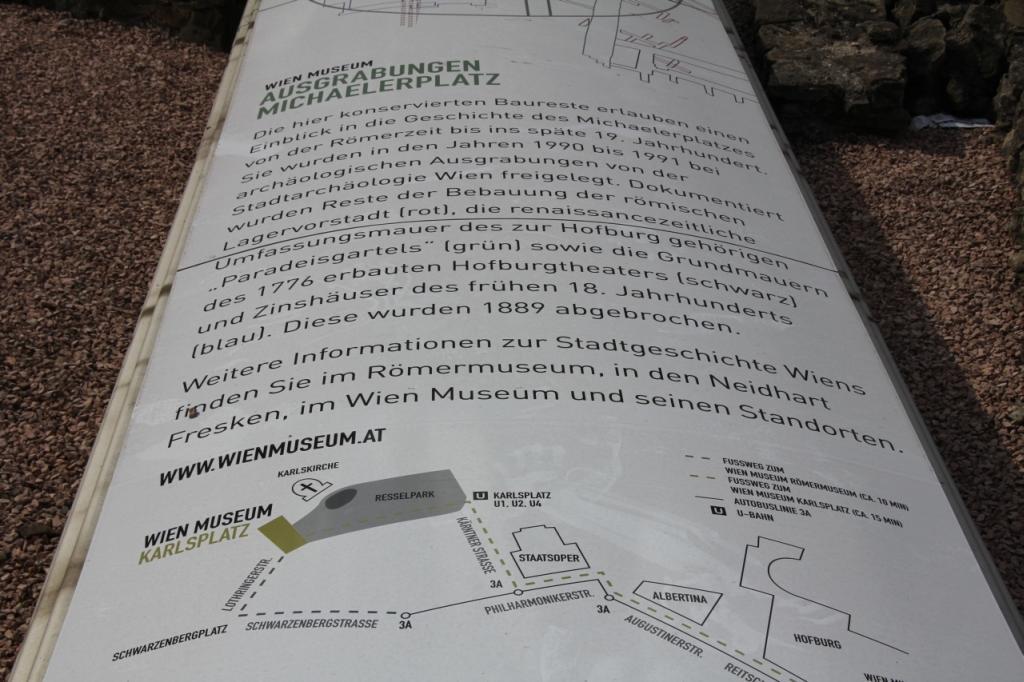 WIEN MUSEUM
AUSGRABUNGEN
MICHAELERPLATZ
Die hier konservierten Baureste erlauben einen
Einblick in die Geschichte des Michaelerplatzes
von der Römerzeit bis ins späte 19. Jahrhundert.
Sie wurden in den Jahren 1990 bis 1991 bei
archäologischen Ausgrabungen von der
Stadtarchäologie Wien freigelegt. Dokumentiert
wurden Reste der Bebauung der römischen
Lagervorstadt (rot), die renaissancezeitliche
Umfassungsmauer des zur Hofburg gehörigen
„Paradeisgartels“ (grün) sowie die Grundmauern
des 1776 erbauten Hofburgtheaters (schwarz)
und Zinshäuser des frühen 18. Jahrhunderts
(blau). Diese wurden 1889 abgebrochen.
Weitere Informationen zur Stadtgeschichte Wiens
finden Sie im Römermuseum, in den Neidhart
Fresken, im Wien Museum und seinen Standorten.
WWW.WIENMUSEUM.AT
FUSSWEG ZUM
WIEN MUSEUM RÖMERMUSEUM (CA. 10 MIN)
FUSSWEG ZUM
WIEN MUSEUM KARLSPLATZ (CA. 15 MIN)
AUTOBUSLINIE 3A
U U-BAHN
KARLSKIRCHE
RESSELPARK
U KARLSPLATZ
U1, U2, U4
WIEN MUSEUM
KARLSPLATZ
KÄRNTNER STRASSE
STAATSOPER
LOTHRINGERSTR.
3A
PHILHARMONIKERSTR.
3A
ALBERTINA
SCHWARZENBERGPLATZ
SCHWARZENBERGSTRASSE
3A
AUGUSTINERSTR.
HOFBURG
REITSC
WIEN MU